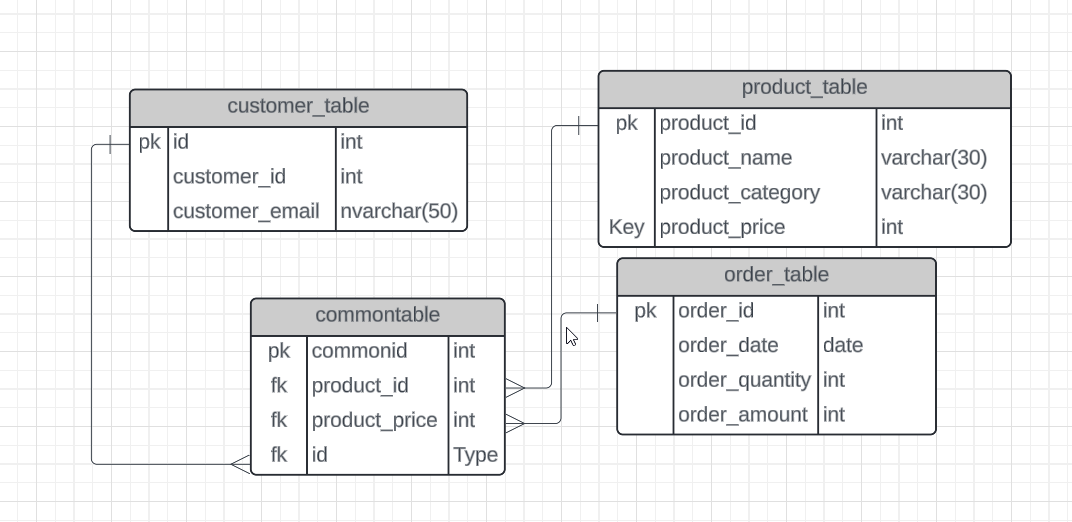 customer_table
pk id int
customer_id int
customer_email nvarchar(50)
product_table
pk product_id int
product_name varchar(30)
product_category varchar(30)
Key product_price int
order_table
pk order_id int
order_date date
order_quantity int
order_amount int
commontable
pk commonid int
fk product_id int
fk product_price int
fk id Type